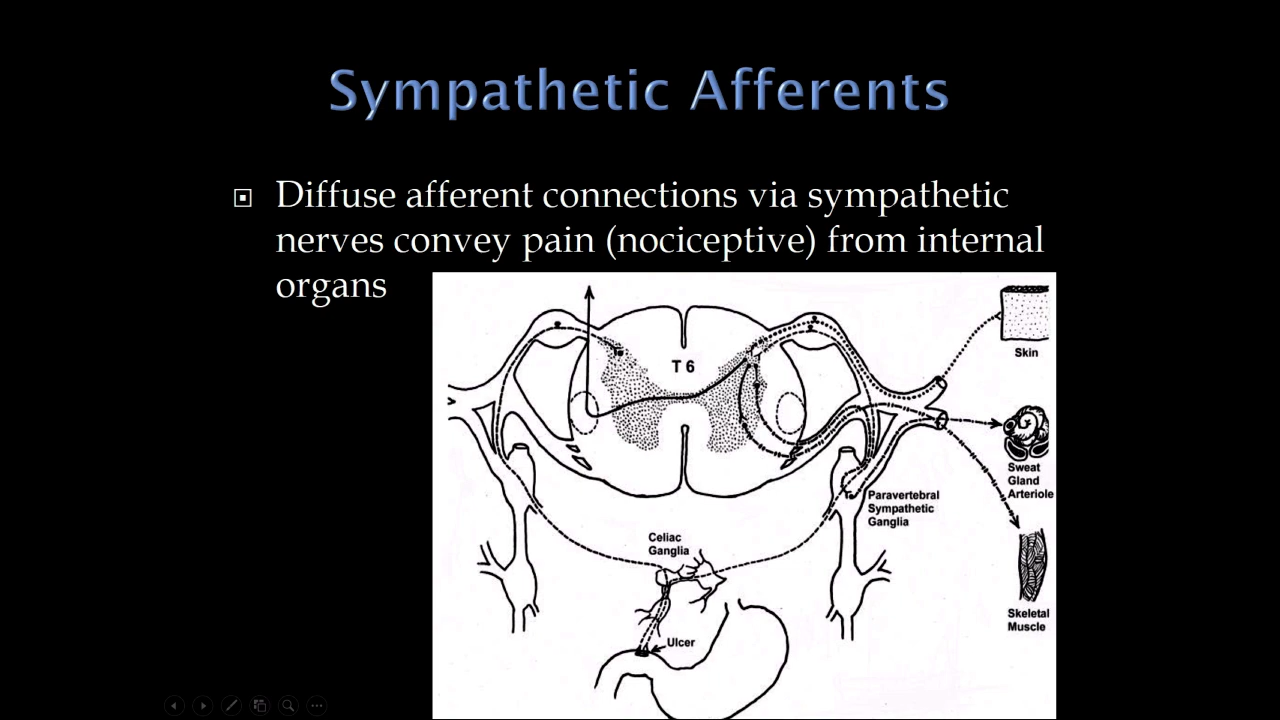 Sympathetic Afferents
Diffuse afferent connections via sympathetic
nerves convey pain (nociceptive) from internal
organs
T 6
Skin
Sweat
Gland
Arteriole
Paravertebral
Sympathetic
Ganglia
Celiac
Ganglia
Skeletal
Muscle
Ulcer